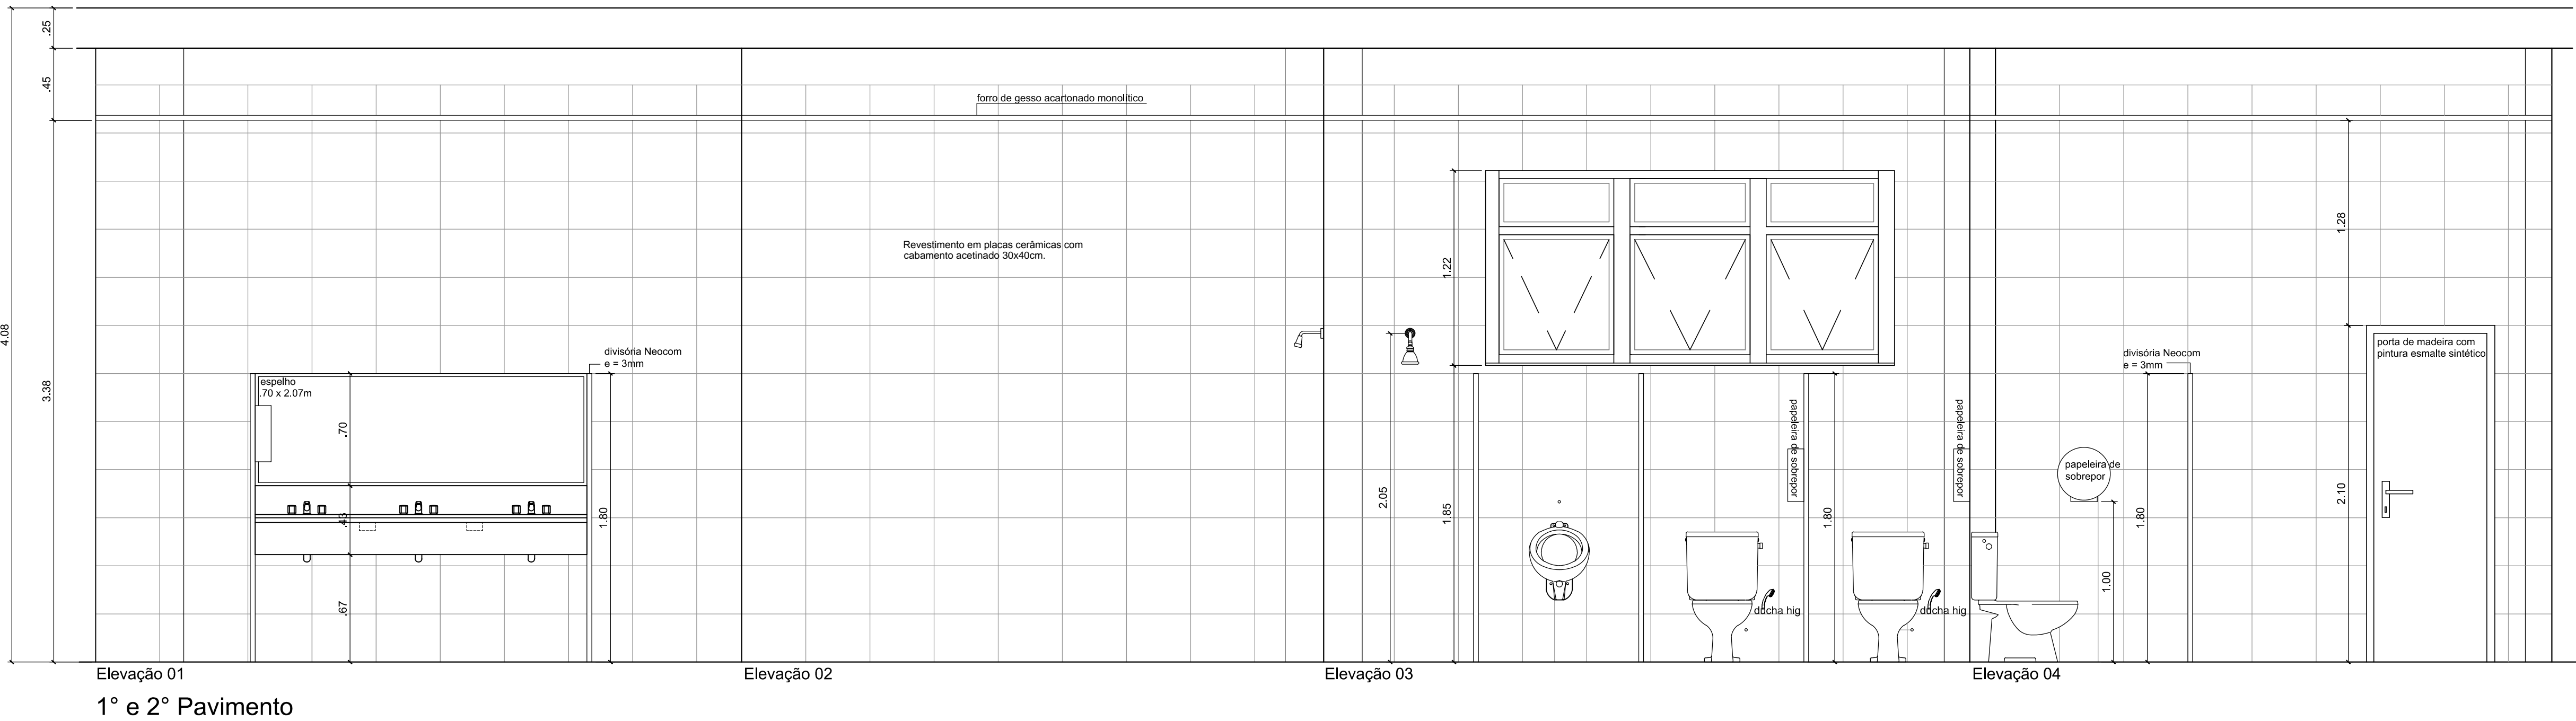 .25
.45
4.08
3.38
forro de gesso acartonado monolítico
Revestimento em placas cerâmicas com
cabamento acetinado 30x40cm.
divisória Neocom
e = 3mm
espelho
.70 x 2.07m
.70
.43
.67
1.80
1.22
2.05
1.85
papeleira de sobrepor
1.80
papeleira de sobrepor
ducha hig
ducha hig
papeleira de
sobrepor
1.00
divisória Neocom
e = 3mm
1.80
1.28
2.10
porta de madeira com
pintura esmalte sintético
Elevação 01
Elevação 02
Elevação 03
Elevação 04
1° e 2° Pavimento